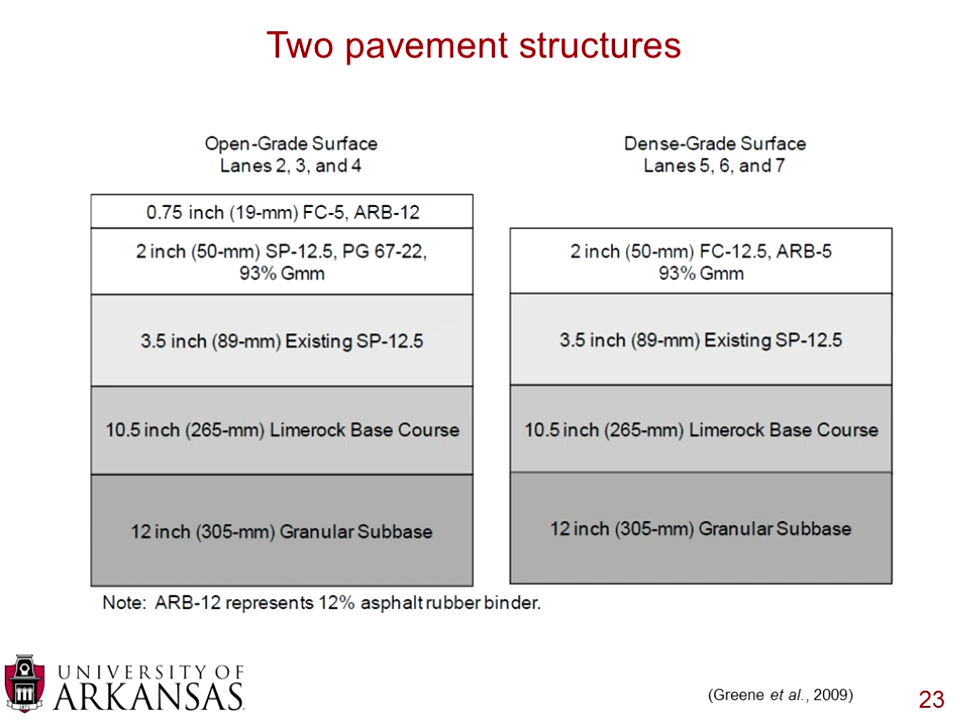 Two pavement structures
Open-Grade Surface
Lanes 2, 3, and 4
0.75 inch (19-mm) FC-5, ARB-12
2 inch (50-mm) SP-12.5, PG 67-22,
93% Gmm
3.5 inch (89-mm) Existing SP-12.5
10.5 inch (265-mm) Limerock Base Course
12 inch (305-mm) Granular Subbase
Dense-Grade Surface
Lanes 5, 6, and 7
2 inch (50-mm) FC-12.5, ARB-5
93% Gmm
3.5 inch (89-mm) Existing SP-12.5
10.5 inch (265-mm) Limerock Base Course
12 inch (305-mm) Granular Subbase
Note: ARB-12 represents 12% asphalt rubber binder.
UNIVERSITY OF
ARKANSAS
(Greene et al., 2009)
23